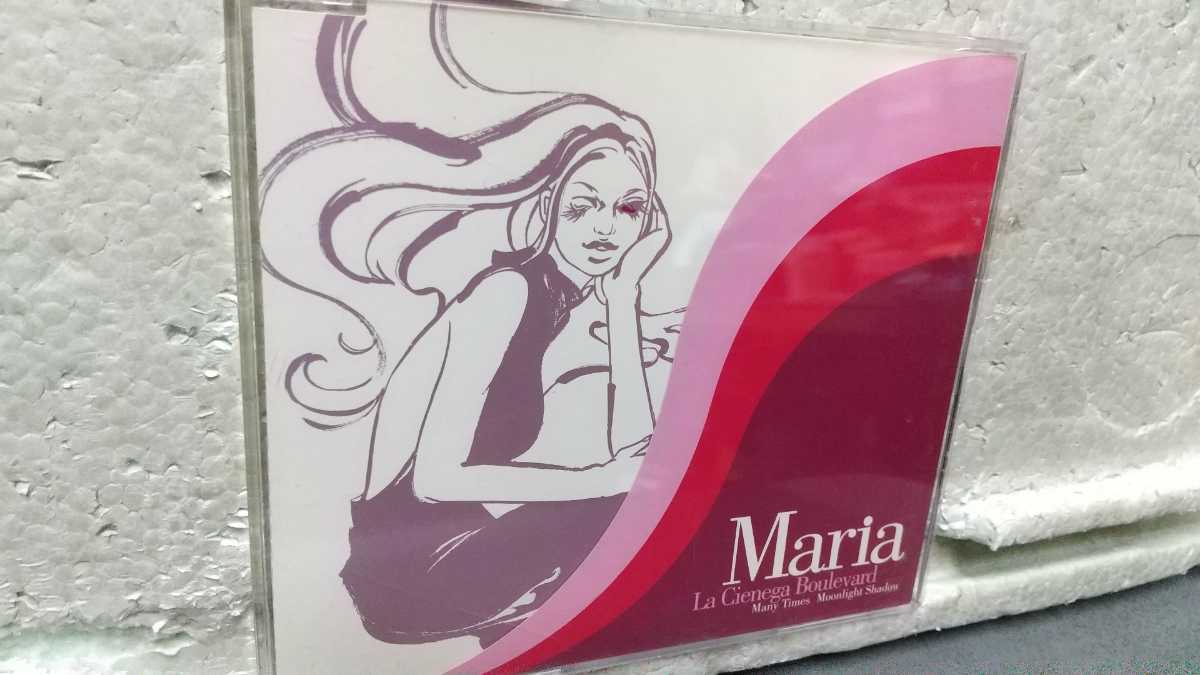 Maria
La Cienega Boulevard
Many Times Moonlight Shadow